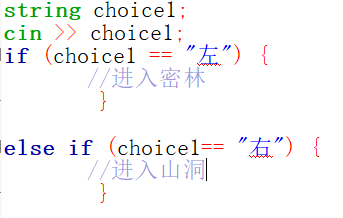 string choice1;
cin >> choice1;
if (choice1 == "左") {
//进入密林
}
else if (choice1== "右") {
//进入山洞
}